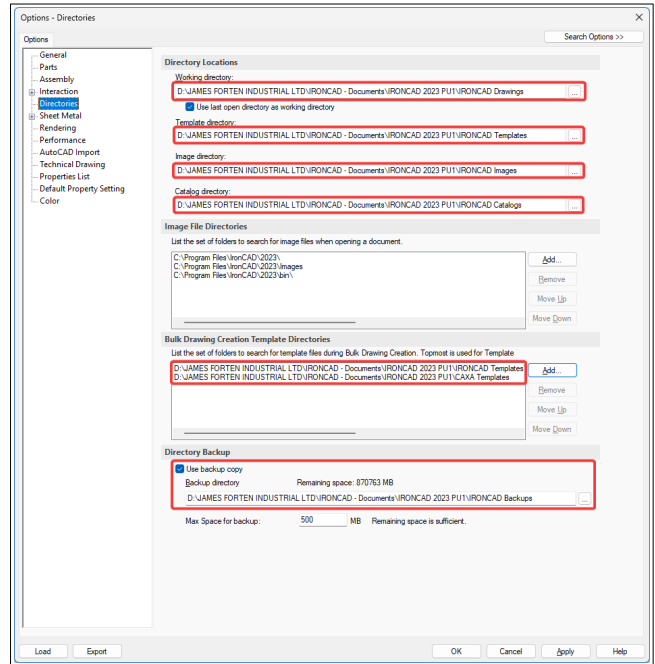 Options - Directories
Options
Search Options >>
General
Parts
Assembly
Interaction
Directories
Sheet Metal
Rendering
Performance
AutoCAD Import
Technical Drawing
Properties List
Default Property Setting
Color
Directory Locations
Working directory:
D:\JAMES FORTEN INDUSTRIAL LTD\IRONCAD - Documents\IRONCAD 2023 PU1\IRONCAD Drawings
...
Use last open directory as working directory
Template directory:
D:\JAMES FORTEN INDUSTRIAL LTD\IRONCAD - Documents\IRONCAD 2023 PU1\IRONCAD Templates
...
Image directory:
D:\JAMES FORTEN INDUSTRIAL LTD\IRONCAD - Documents\IRONCAD 2023 PU1\IRONCAD Images
...
Catalog directory:
D:\JAMES FORTEN INDUSTRIAL LTD\IRONCAD - Documents\IRONCAD 2023 PU1\IRONCAD Catalogs
...
Image File Directories
List the set of folders to search for image files when opening a document.
C:\Program Files\IronCAD\2023\
C:\Program Files\IronCAD\2023\Images
C:\Program Files\IronCAD\2023\bin\
Add...
Remove
Move Up
Move Down
Bulk Drawing Creation Template Directories
List the set of folders to search for template files during Bulk Drawing Creation. Topmost is used for Template
D:\JAMES FORTEN INDUSTRIAL LTD\IRONCAD - Documents\IRONCAD 2023 PU1\IRONCAD Templates
D:\JAMES FORTEN INDUSTRIAL LTD\IRONCAD - Documents\IRONCAD 2023 PU1\CAXA Templates
Add...
Remove
Move Up
Move Down
Directory Backup
Use backup copy
Backup directory Remaining space: 870763 MB
D:\JAMES FORTEN INDUSTRIAL LTD\IRONCAD - Documents\IRONCAD 2023 PU1\IRONCAD Backups
...
Max Space for backup: 500 MB Remaining space is sufficient.
Load Export OK Cancel Apply Help